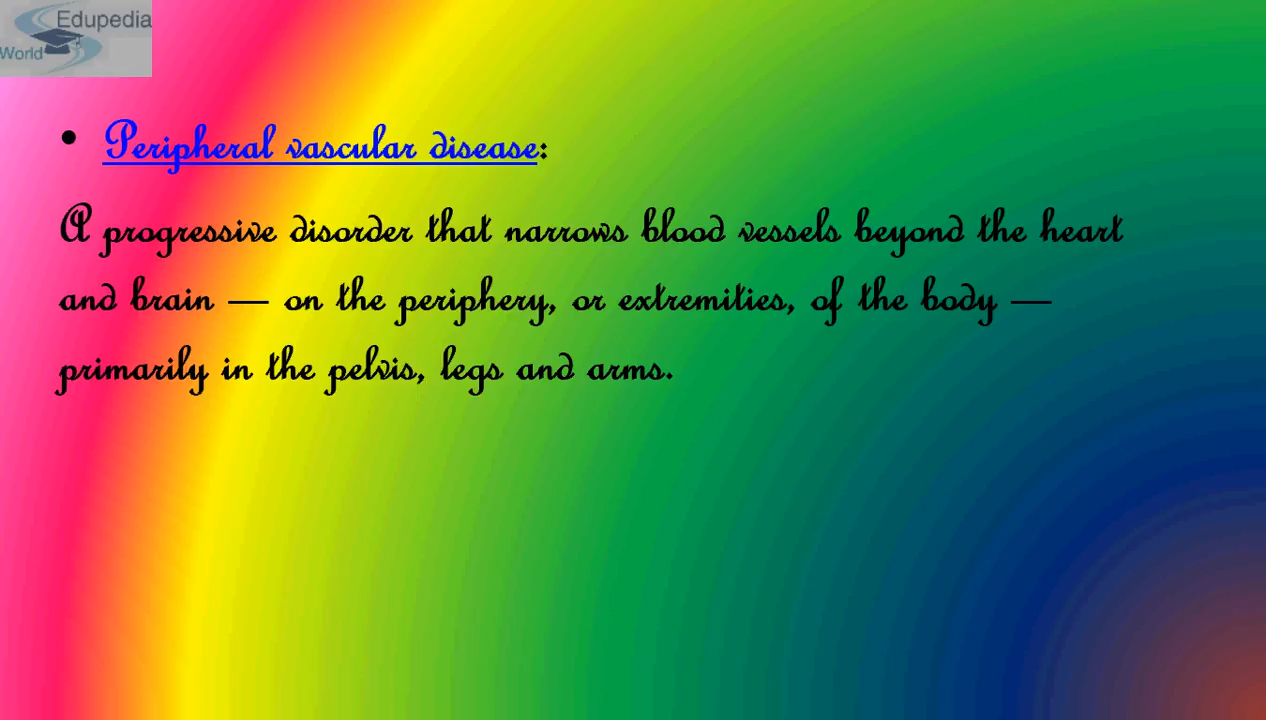 Edupedia
World
• Peripheral vascular disease:
A progressive disorder that narrows blood vessels beyond the heart
and brain — on the periphery, or extremities, of the body —
primarily in the pelvis, legs and arms.